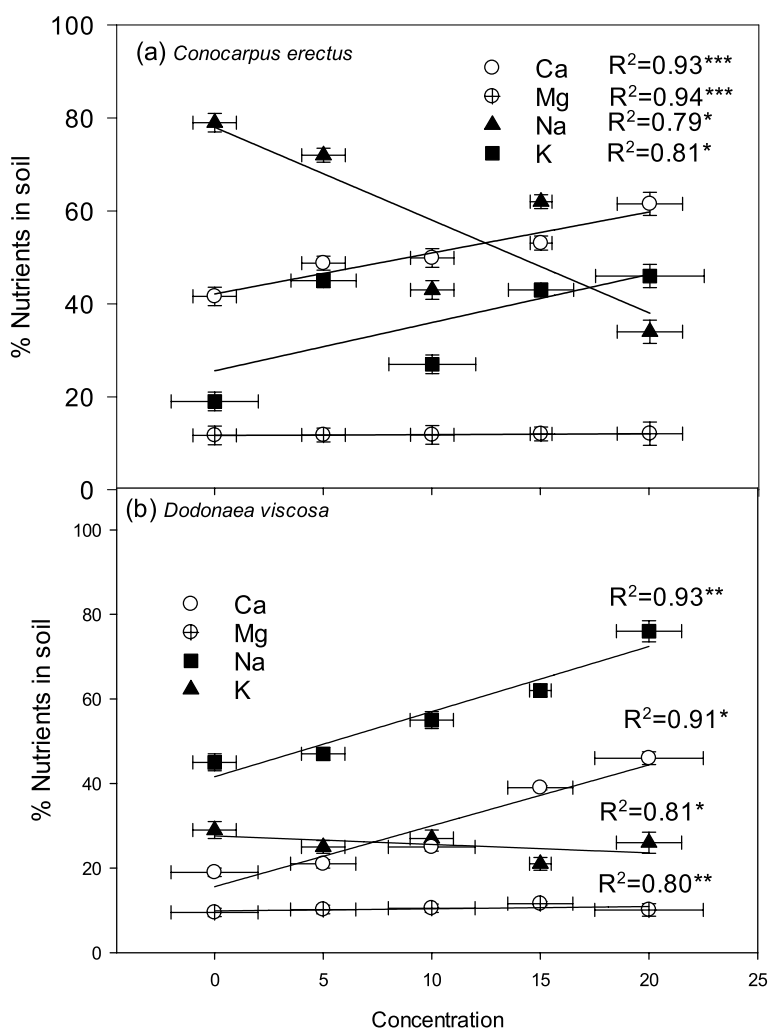 100
(a) Conocarpus erectus
Ca R²=0.93***
Mg R²=0.94***
Na R²=0.79*
K R²=0.81*
80
60
40
20
0
% Nutrients in soil
(b) Dodonaea viscosa
100
Ca
Mg
Na
K
R²=0.93**
80
R²=0.91*
60
R²=0.81*
40
R²=0.80**
20
0
% Nutrients in soil
0 5 10 15 20 25
Concentration